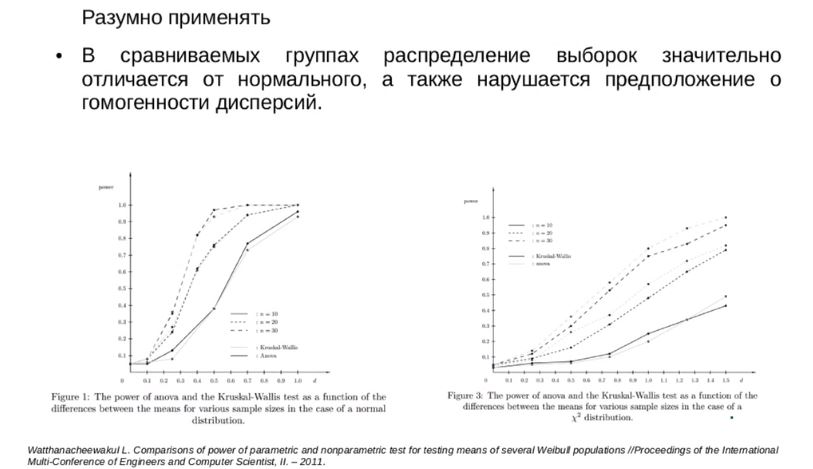 Разумно применять
• В сравниваемых группах распределение выборок значительно
отличается от нормального, а также нарушается предположение о
гомогенности дисперсий.
power
1.0
0.8
0.7
0.6
0.5
0.4
0.3
0.2
0.1
0 0.1 0.2 0.3 0.4 0.5 0.6 0.7 0.8 0.9 1.0 d
: n = 10
: n = 20
: n = 30
: Kruskal-Wallis
: Anova
Figure 1: The power of anova and the Kruskal-Wallis test as a function of the
differences between the means for various sample sizes in the case of a normal
distribution.
power
1.0
0.9
0.8
0.7
0.6
0.5
0.4
0.3
0.2
0.1
0 0.1 0.2 0.3 0.4 0.5 0.6 0.7 0.8 0.9 1.0 1.1 1.2 1.3 1.4 1.5 d
: n = 10
: n = 20
: n = 30
: Kruskal-Wallis
: anova
Figure 3: The power of anova and the Kruskal-Wallis test as a function of the
differences between the means for various sample sizes in the case of a
χ² distribution.
Watthanacheewakul L. Comparisons of power of parametric and nonparametric test for testing means of several Weibull populations //Proceedings of the International
Multi-Conference of Engineers and Computer Scientist, II. – 2011.